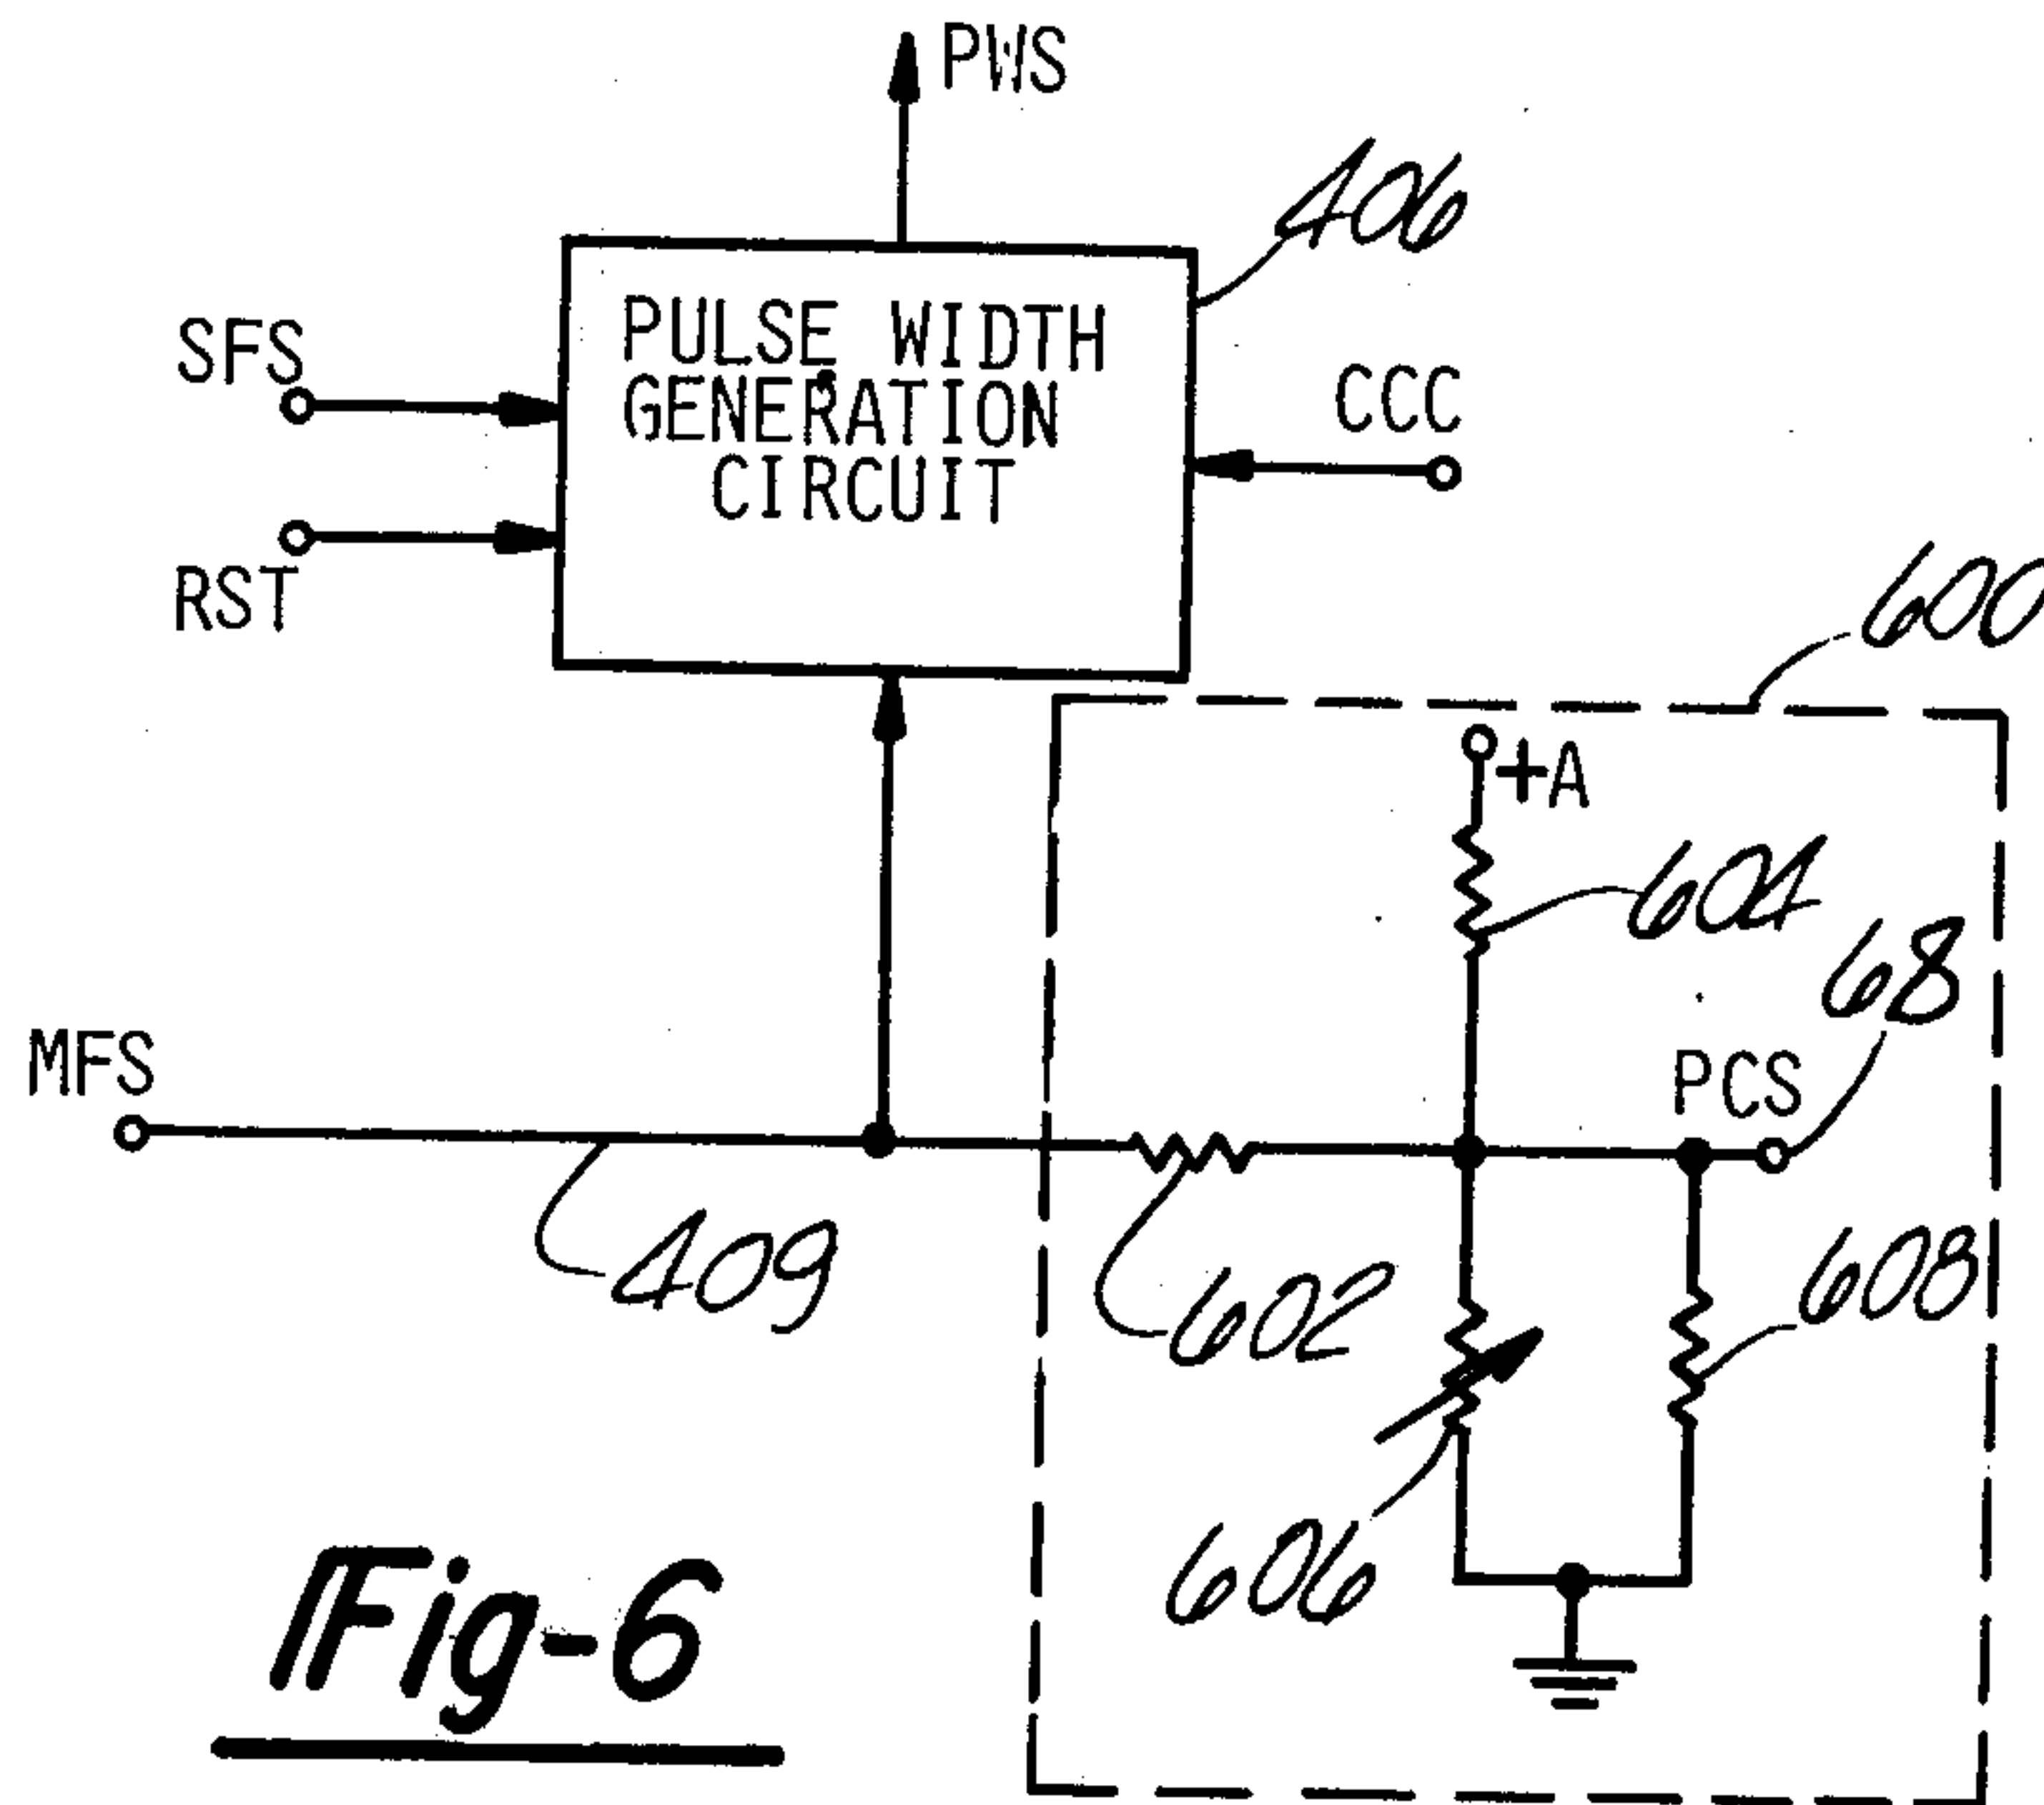 PWS
406
SFS
PULSE WIDTH
GENERATION
CIRCUIT
CCC
RST
600
+A
604
68
MFS
PCS
409
602
608
606
Fig-6